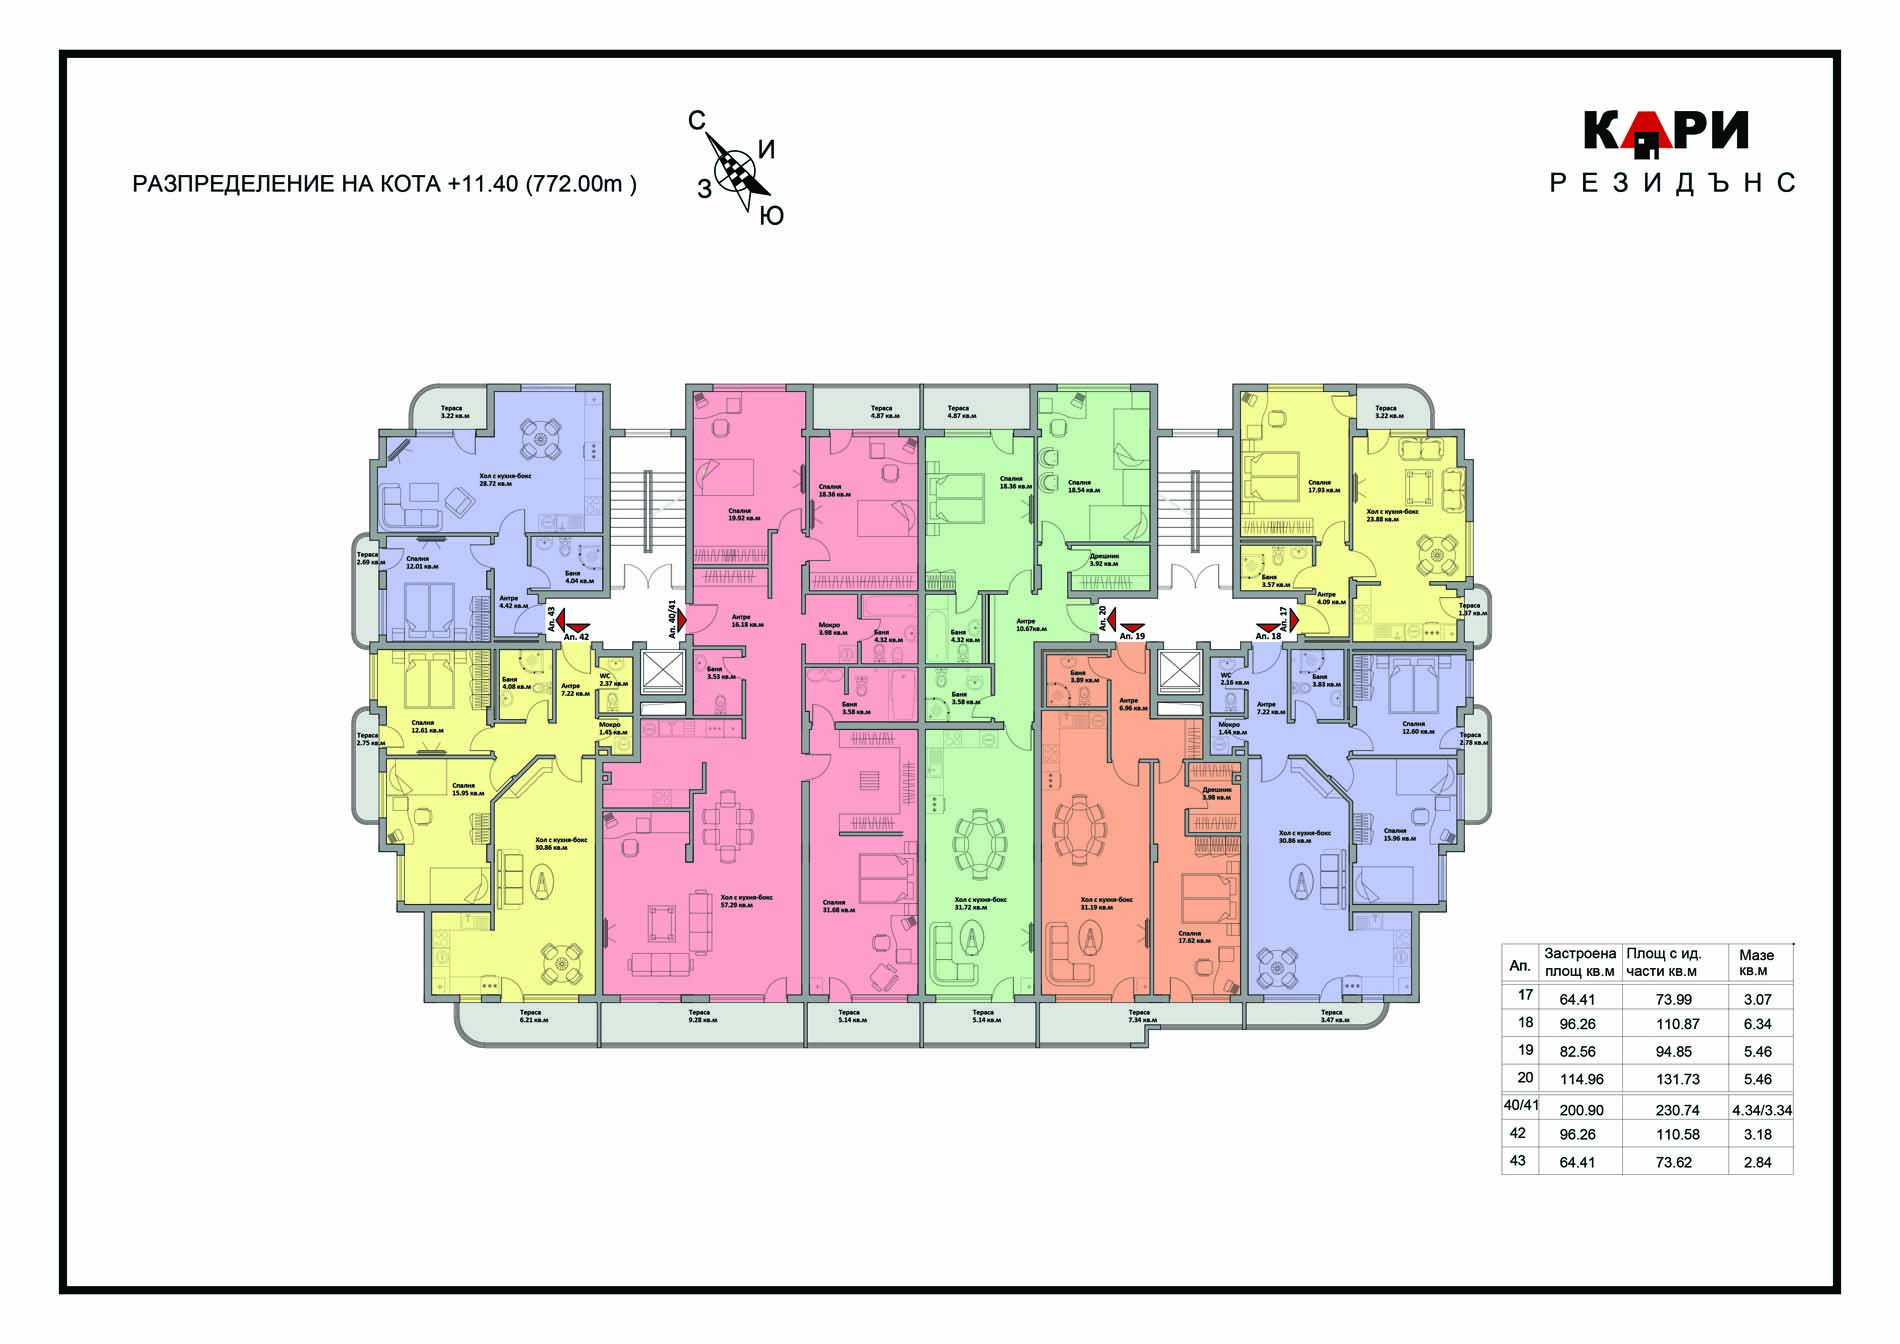 С
И
З
Ю
РАЗПРЕДЕЛЕНИЕ НА КОТА +11.40 (772.00m )
КАРИ
РЕЗИДЪНС
Тераса
3.22 кв.м
Тераса
4.87 кв.м
Тераса
4.87 кв.м
Тераса
3.22 кв.м
Хол с кухня-бокс
28.72 кв.м
Спалня
19.92 кв.м
Спалня
18.36 кв.м
Спалня
18.36 кв.м
Спалня
18.54 кв.м
Спалня
17.93 кв.м
Хол с кухня-бокс
23.88 кв.м
Тераса
2.69 кв.м
Спалня
12.01 кв.м
Баня
4.04 кв.м
Антре
4.42 кв.м
Ап. 43
Ап. 42
Ап. 40/41
Антре
16.18 кв.м
Мокро
3.98 кв.м
Баня
4.32 кв.м
Баня
4.32 кв.м
Антре
10.67кв.м
Дрешник
3.92 кв.м
Ап. 20
Ап. 19
Ап. 18
Ап. 17
Баня
3.57 кв.м
Антре
4.09 кв.м
Тераса
1.37 кв.м
Спалня
12.61 кв.м
Тераса
2.75 кв.м
Баня
4.08 кв.м
Антре
7.22 кв.м
WC
2.37 кв.м
Мокро
1.45 кв.м
Баня
3.53 кв.м
Баня
3.58 кв.м
Баня
3.58 кв.м
Баня
3.89 кв.м
Антре
6.96 кв.м
WC
2.16 кв.м
Мокро
1.44 кв.м
Антре
7.22 кв.м
Баня
3.83 кв.м
Спалня
12.60 кв.м
Тераса
2.78 кв.м
Спалня
15.95 кв.м
Хол с кухня-бокс
30.86 кв.м
Дрешник
3.98 кв.м
Хол с кухня-бокс
30.86 кв.м
Спалня
15.96 кв.м
Хол с кухня-бокс
57.29 кв.м
Спалня
31.68 кв.м
Хол с кухня-бокс
31.72 кв.м
Хол с кухня-бокс
31.19 кв.м
Спалня
17.62 кв.м
Тераса
6.21 кв.м
Тераса
9.28 кв.м
Тераса
5.14 кв.м
Тераса
5.14 кв.м
Тераса
7.34 кв.м
Тераса
3.47 кв.м
Ап. Застроена площ кв.м Площ с ид. части кв.м Мазе кв.м
17 64.41 73.99 3.07
18 96.26 110.87 6.34
19 82.56 94.85 5.46
20 114.96 131.73 5.46
40/41 200.90 230.74 4.34/3.34
42 96.26 110.58 3.18
43 64.41 73.62 2.84